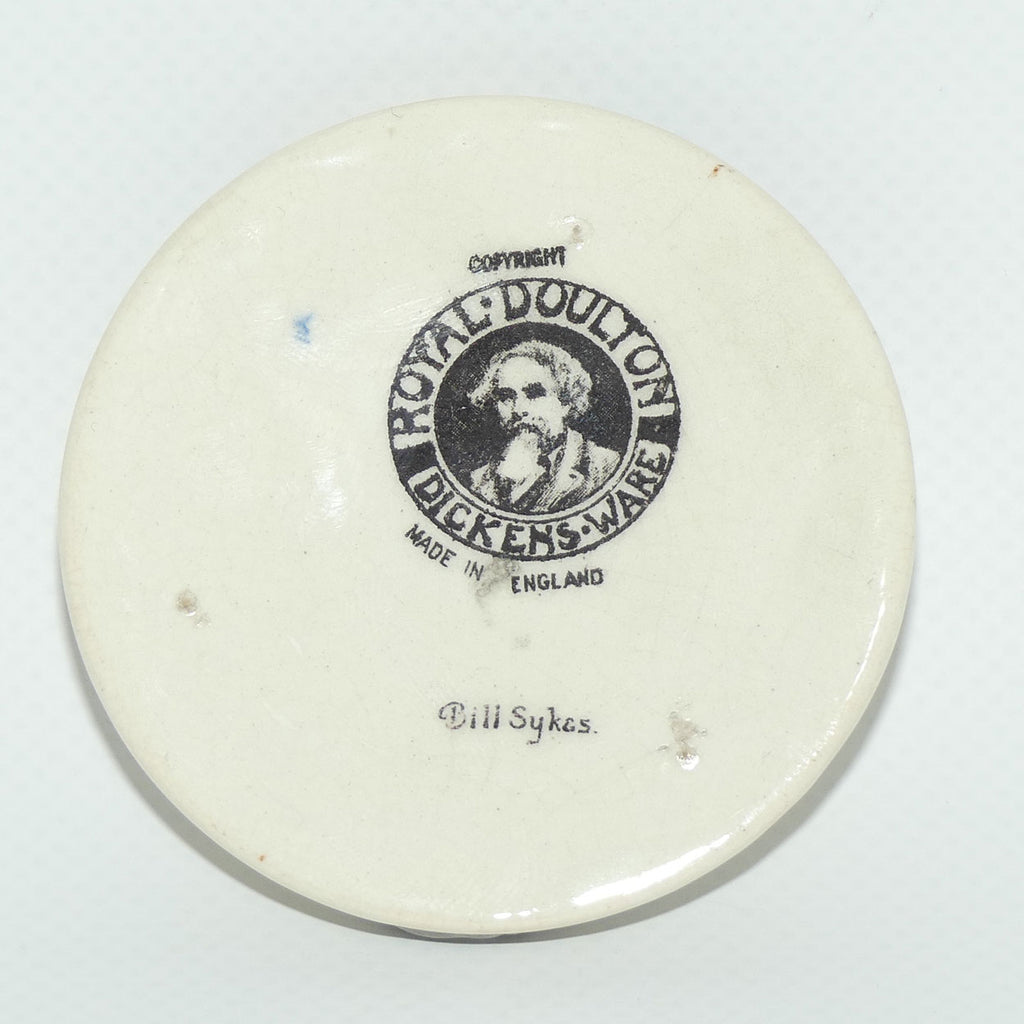 COPYRIGHT
ROYAL·DOULTON
DICKENS·WARE
MADE IN ENGLAND
Bill Sykes.